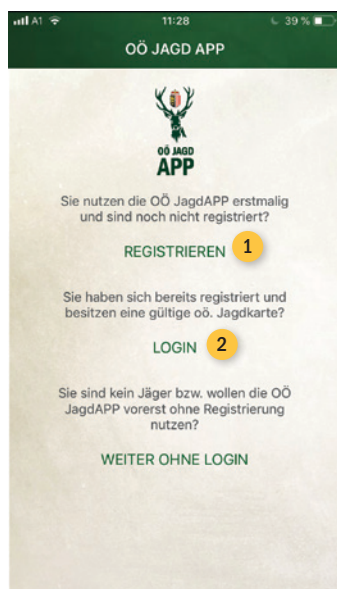 A1 11:28 39 %
OÖ JAGD APP
OÖ JAGD
APP
Sie nutzen die OÖ JagdAPP erstmalig
und sind noch nicht registriert?
REGISTRIEREN 1
Sie haben sich bereits registriert und
besitzen eine gültige oö. Jagdkarte?
LOGIN 2
Sie sind kein Jäger bzw. wollen die OÖ
JagdAPP vorerst ohne Registrierung
nutzen?
WEITER OHNE LOGIN